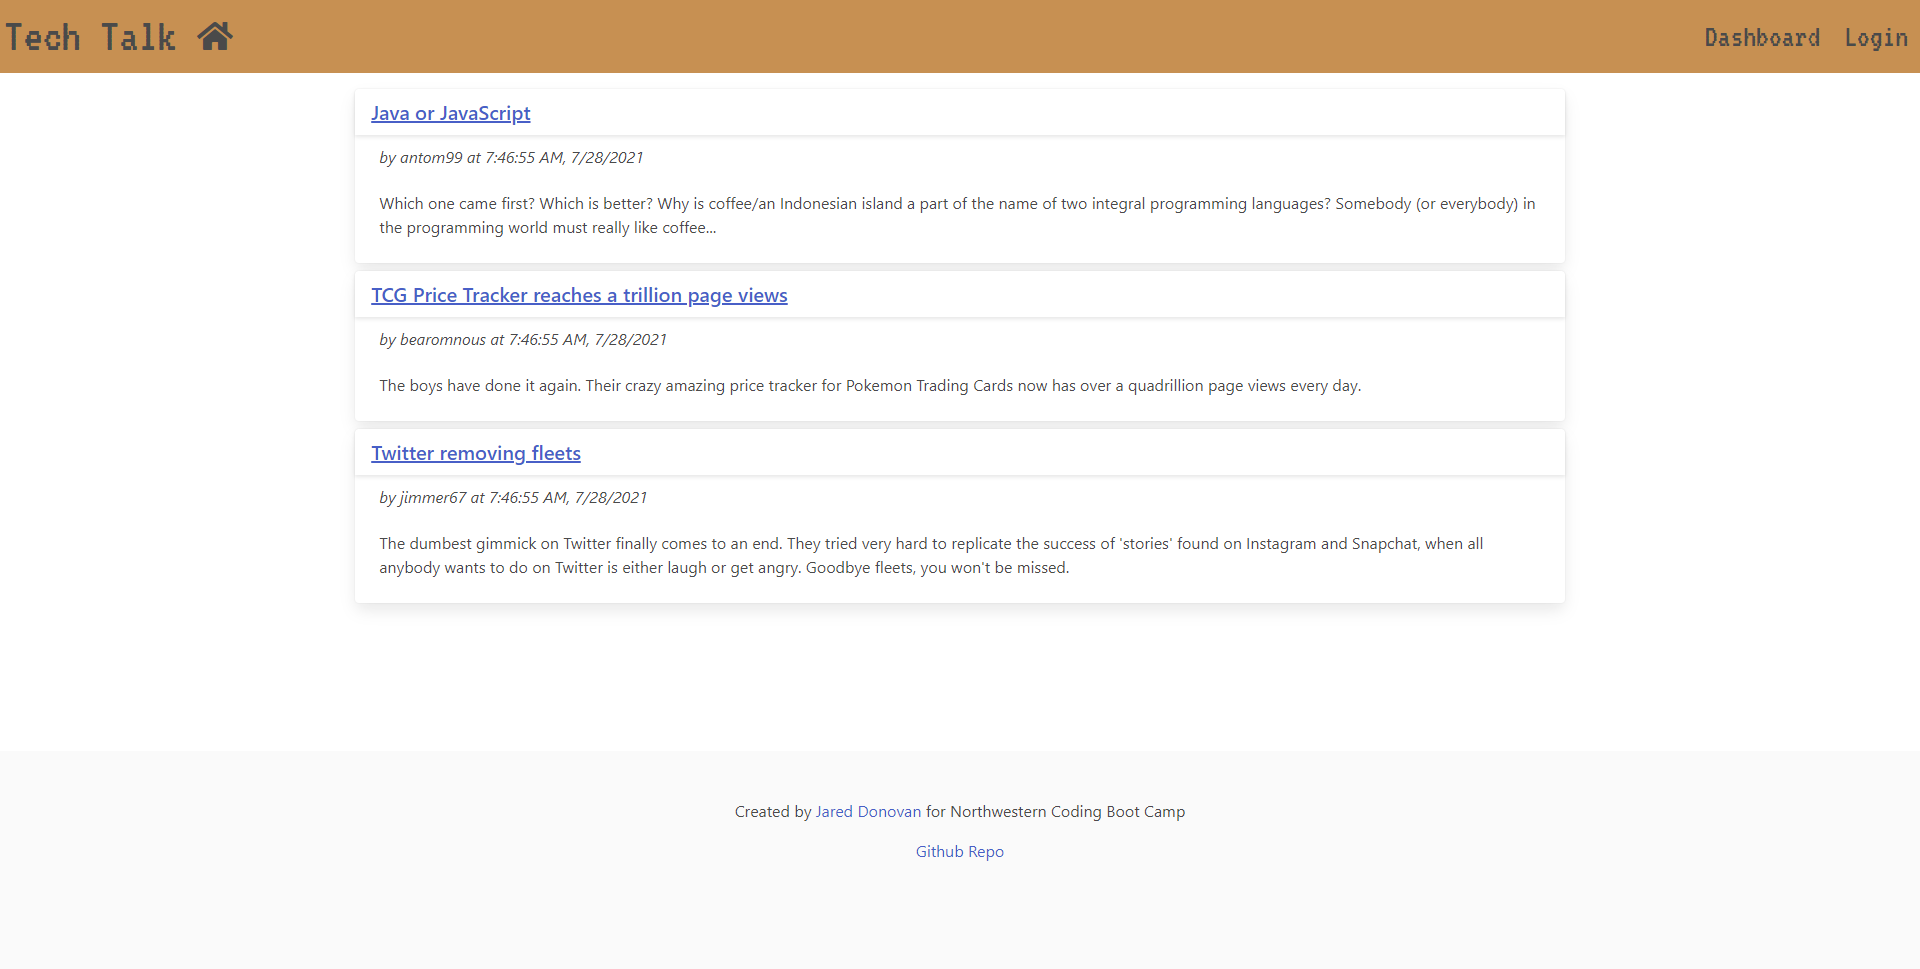 Tech Talk
Dashboard Login
Java or JavaScript
by antom99 at 7:46:55 AM, 7/28/2021
Which one came first? Which is better? Why is coffee/an Indonesian island a part of the name of two integral programming languages? Somebody (or everybody) in
the programming world must really like coffee...
TCG Price Tracker reaches a trillion page views
by bearomnous at 7:46:55 AM, 7/28/2021
The boys have done it again. Their crazy amazing price tracker for Pokemon Trading Cards now has over a quadrillion page views every day.
Twitter removing fleets
by jimmer67 at 7:46:55 AM, 7/28/2021
The dumbest gimmick on Twitter finally comes to an end. They tried very hard to replicate the success of 'stories' found on Instagram and Snapchat, when all
anybody wants to do on Twitter is either laugh or get angry. Goodbye fleets, you won't be missed.
Created by Jared Donovan for Northwestern Coding Boot Camp
Github Repo